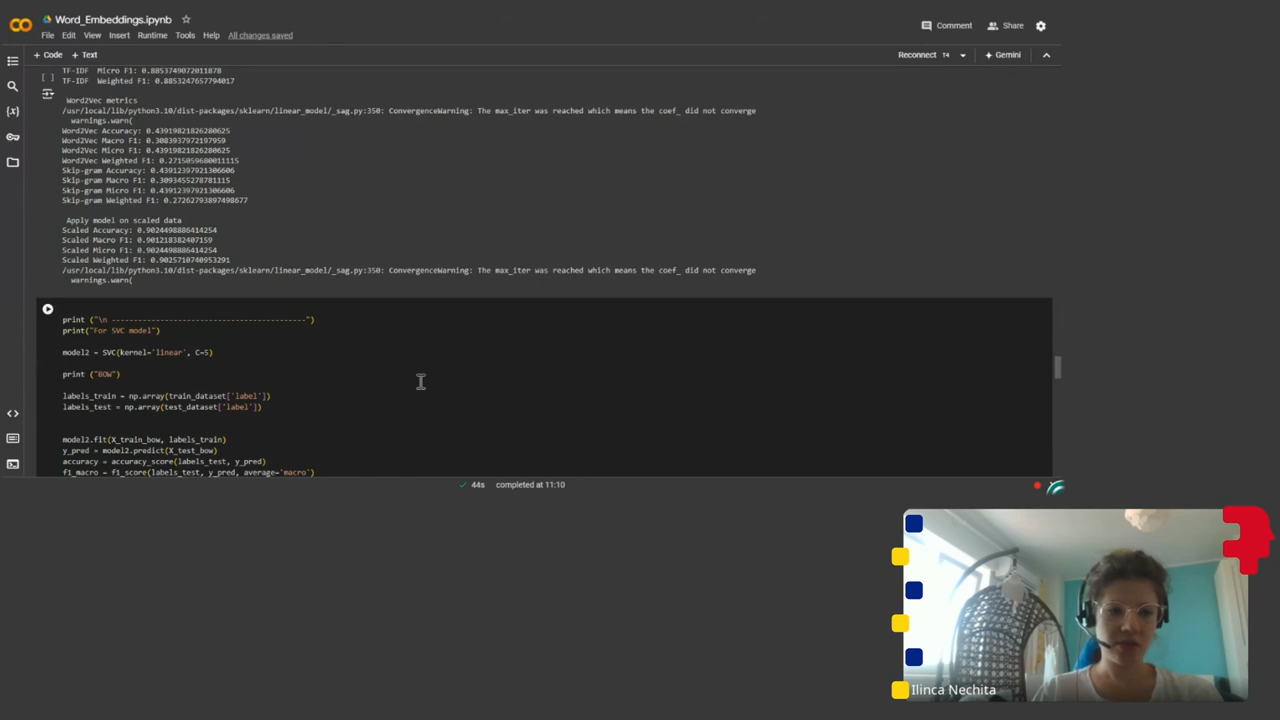 Word_Embeddings.ipynb
File Edit View Insert Runtime Tools Help All changes saved
Comment Share
+ Code + Text
Reconnect T4 Gemini
[ ]
TF-IDF Micro F1: 0.8853749072011878
TF-IDF Weighted F1: 0.8853247657794017
Word2Vec metrics
/usr/local/lib/python3.10/dist-packages/sklearn/linear_model/_sag.py:350: ConvergenceWarning: The max_iter was reached which means the coef_ did not converge
warnings.warn(
Word2Vec Accuracy: 0.43919821826280625
Word2Vec Macro F1: 0.3083937972197959
Word2Vec Micro F1: 0.43919821826280625
Word2Vec Weighted F1: 0.2715059680011115
Skip-gram Accuracy: 0.43912397921306606
Skip-gram Macro F1: 0.3093455278781115
Skip-gram Micro F1: 0.43912397921306606
Skip-gram Weighted F1: 0.27262793897498677
Apply model on scaled data
Scaled Accuracy: 0.9024498886414254
Scaled Macro F1: 0.901218382407159
Scaled Micro F1: 0.9024498886414254
Scaled Weighted F1: 0.9025710740953291
/usr/local/lib/python3.10/dist-packages/sklearn/linear_model/_sag.py:350: ConvergenceWarning: The max_iter was reached which means the coef_ did not converge
warnings.warn(
print ("\n --------------------------------------------")
print("For SVC model")
model2 = SVC(kernel='linear', C=5)
print ("BOW")
labels_train = np.array(train_dataset['label'])
labels_test = np.array(test_dataset['label'])
model2.fit(X_train_bow, labels_train)
y_pred = model2.predict(X_test_bow)
accuracy = accuracy_score(labels_test, y_pred)
f1_macro = f1_score(labels_test, y_pred, average='macro')
44s completed at 11:10
Ilinca Nechita